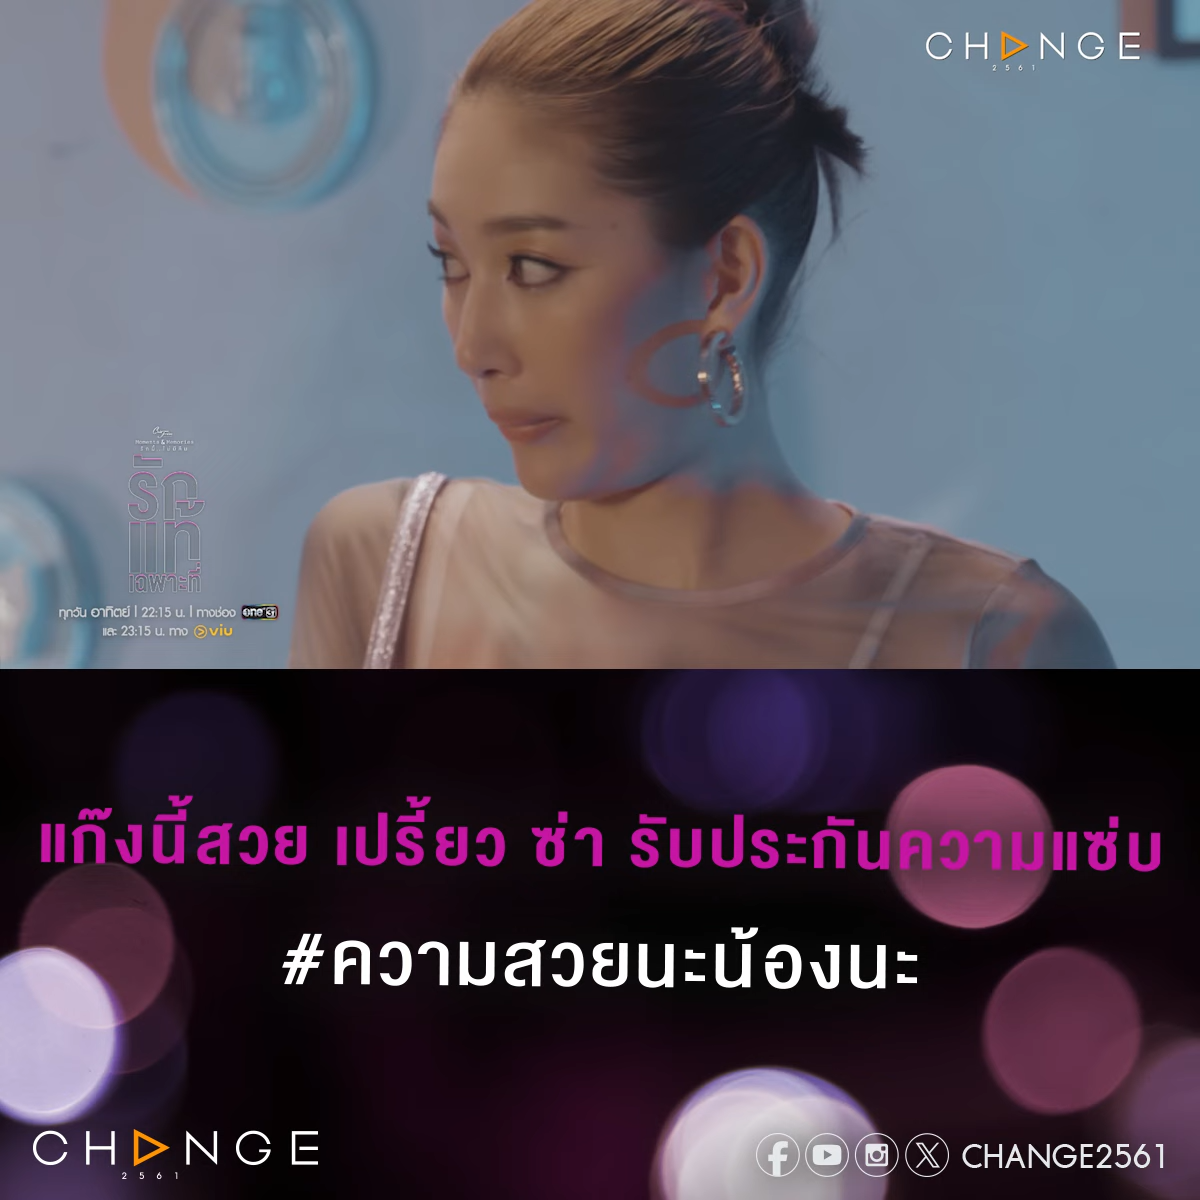 CHANGE
2561
Moments & Memories
รักแท้
เฉพาะที่
ทุกวัน อาทิตย์ | 22:15 น. | ทางช่อง one 31
และ 23:15 น. ทาง viu
แก๊งนี้สวย เปรี้ยว ซ่า รับประกันความแซ่บ
#ความสวยนะน้องนะ
CHANGE
2561
CHANGE2561